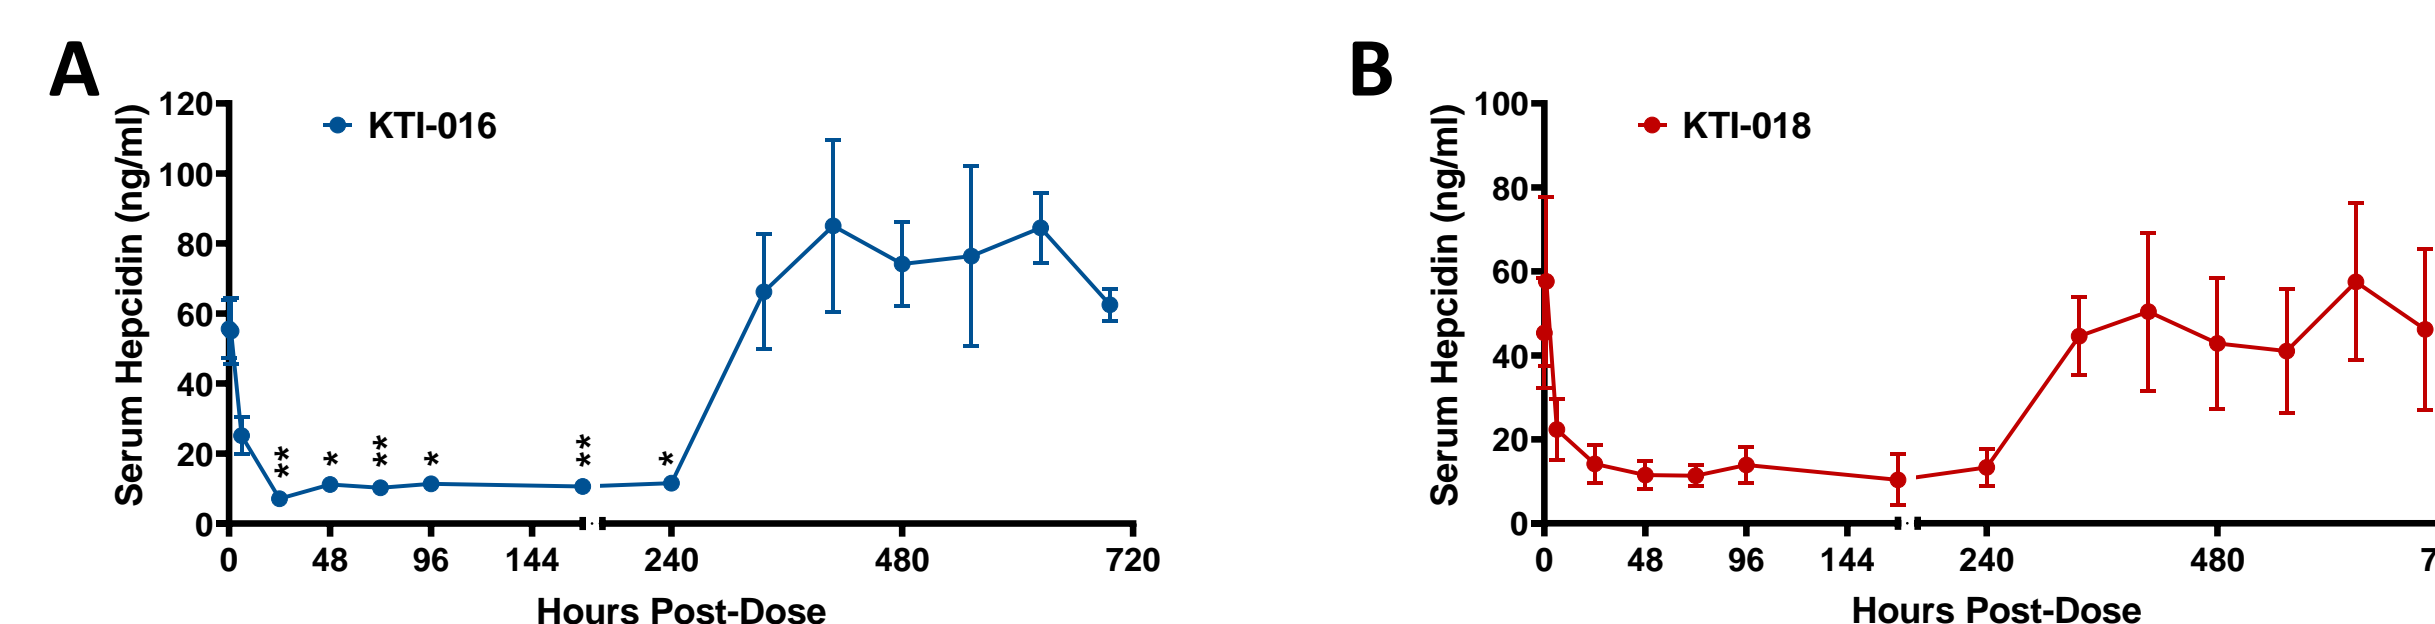 A
Serum Hepcidin (ng/ml)
120
100
80
60
40
20
0
KTI-016
**
*
**
*
**
*
0 48 96 144 240 480 720
Hours Post-Dose
B
Serum Hepcidin (ng/ml)
100
80
60
40
20
0
KTI-018
0 48 96 144 240 480 7
Hours Post-Dose